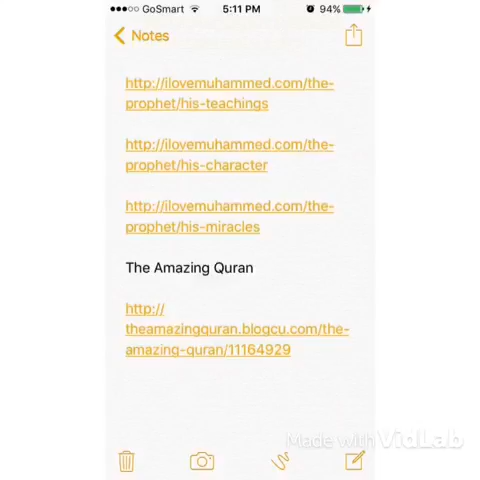 GoSmart 5:11 PM 94%
Notes
http://ilovemuhammed.com/the-
prophet/his-teachings
http://ilovemuhammed.com/the-
prophet/his-character
http://ilovemuhammed.com/the-
prophet/his-miracles
The Amazing Quran
http://
theamazingquran.blogcu.com/the-
amazing-quran/11164929
Made with VidLab